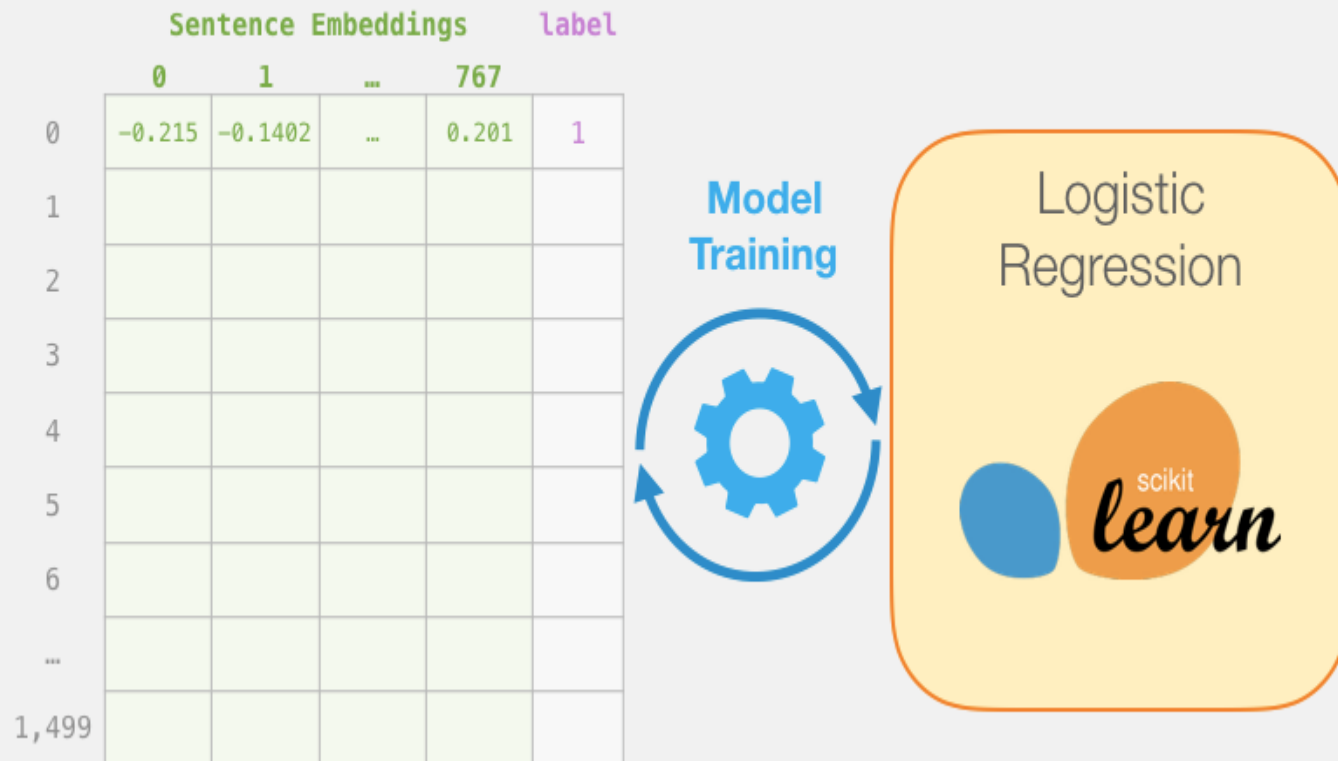 Sentence Embeddings label
0 1 … 767
0 -0.215 -0.1402 … 0.201 1
1
2
3
4
5
6
…
1,499
Model
Training
Logistic
Regression
scikit
learn